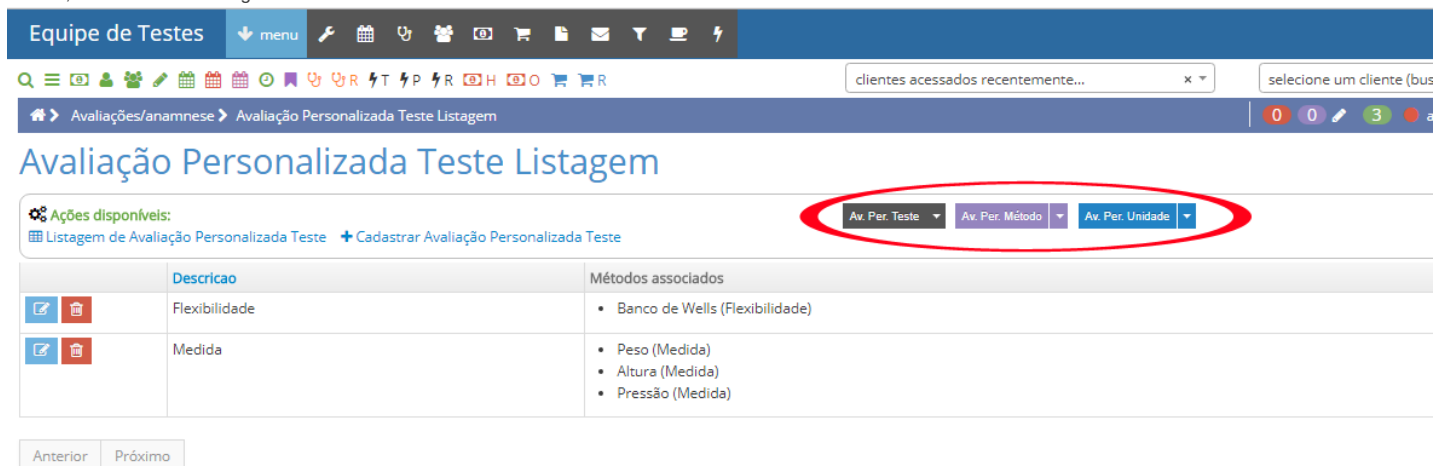 Equipe de Testes menu
T P R H O R R clientes acessados recentemente... × selecione um cliente (bus
Avaliações/anamnese Avaliação Personalizada Teste Listagem 0 0 3
Avaliação Personalizada Teste Listagem
Ações disponíveis: Av. Per. Teste Av. Per. Método Av. Per. Unidade
Listagem de Avaliação Personalizada Teste Cadastrar Avaliação Personalizada Teste
Descricao Métodos associados
Flexibilidade • Banco de Wells (Flexibilidade)
Medida • Peso (Medida)
• Altura (Medida)
• Pressão (Medida)
Anterior Próximo